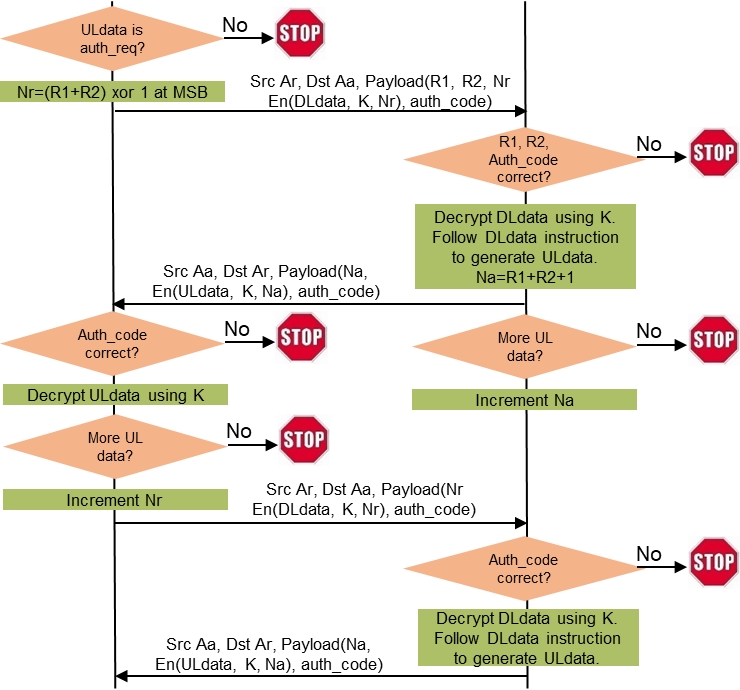 ULdata is
auth_req?
No
STOP
Nr=(R1+R2) xor 1 at MSB
Src Ar, Dst Aa, Payload(R1, R2, Nr
En(DLdata, K, Nr), auth_code)
R1, R2,
Auth_code
correct?
No
STOP
Decrypt DLdata using K.
Follow DLdata instruction
to generate ULdata.
Na=R1+R2+1
Src Aa, Dst Ar, Payload(Na,
En(ULdata, K, Na), auth_code)
Auth_code
correct?
No
STOP
More UL
data?
No
STOP
Decrypt ULdata using K
Increment Na
More UL
data?
No
STOP
Increment Nr
Src Ar, Dst Aa, Payload(Nr
En(DLdata, K, Nr), auth_code)
Auth_code
correct?
No
STOP
Decrypt DLdata using K.
Follow DLdata instruction
to generate ULdata.
Src Aa, Dst Ar, Payload(Na,
En(ULdata, K, Na), auth_code)